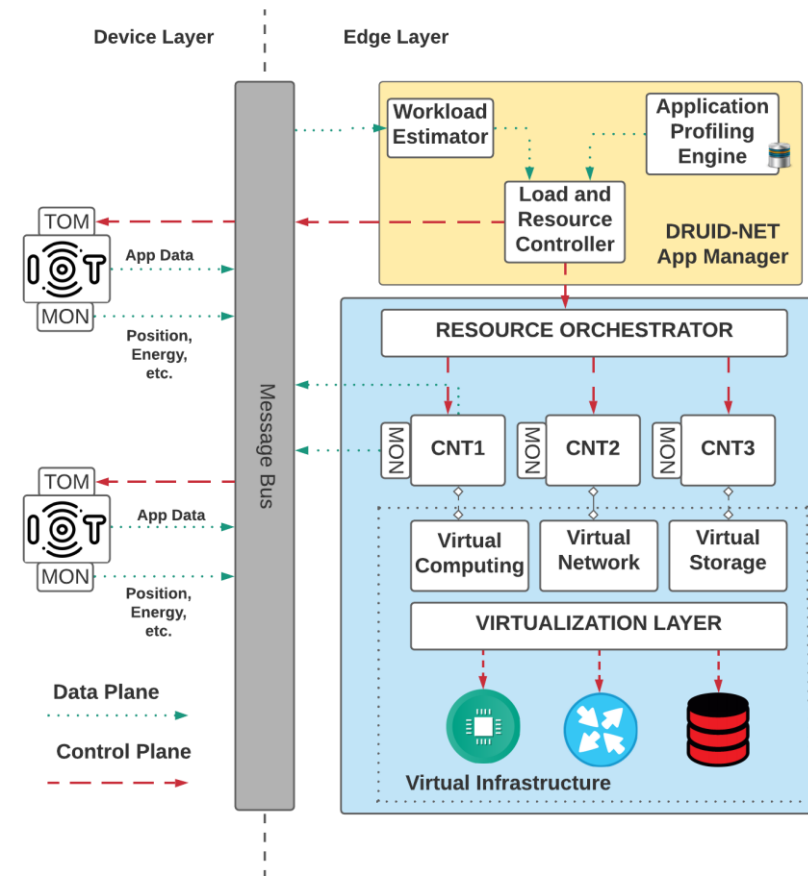 Device Layer
Edge Layer
Workload
Estimator
Application
Profiling
Engine
Load and
Resource
Controller
DRUID-NET
App Manager
TOM
IOT
MON
App Data
Position,
Energy,
etc.
Message Bus
RESOURCE ORCHESTRATOR
MON
CNT1
MON
CNT2
MON
CNT3
TOM
IOT
MON
App Data
Position,
Energy,
etc.
Virtual
Computing
Virtual
Network
Virtual
Storage
VIRTUALIZATION LAYER
Virtual Infrastructure
Data Plane
Control Plane